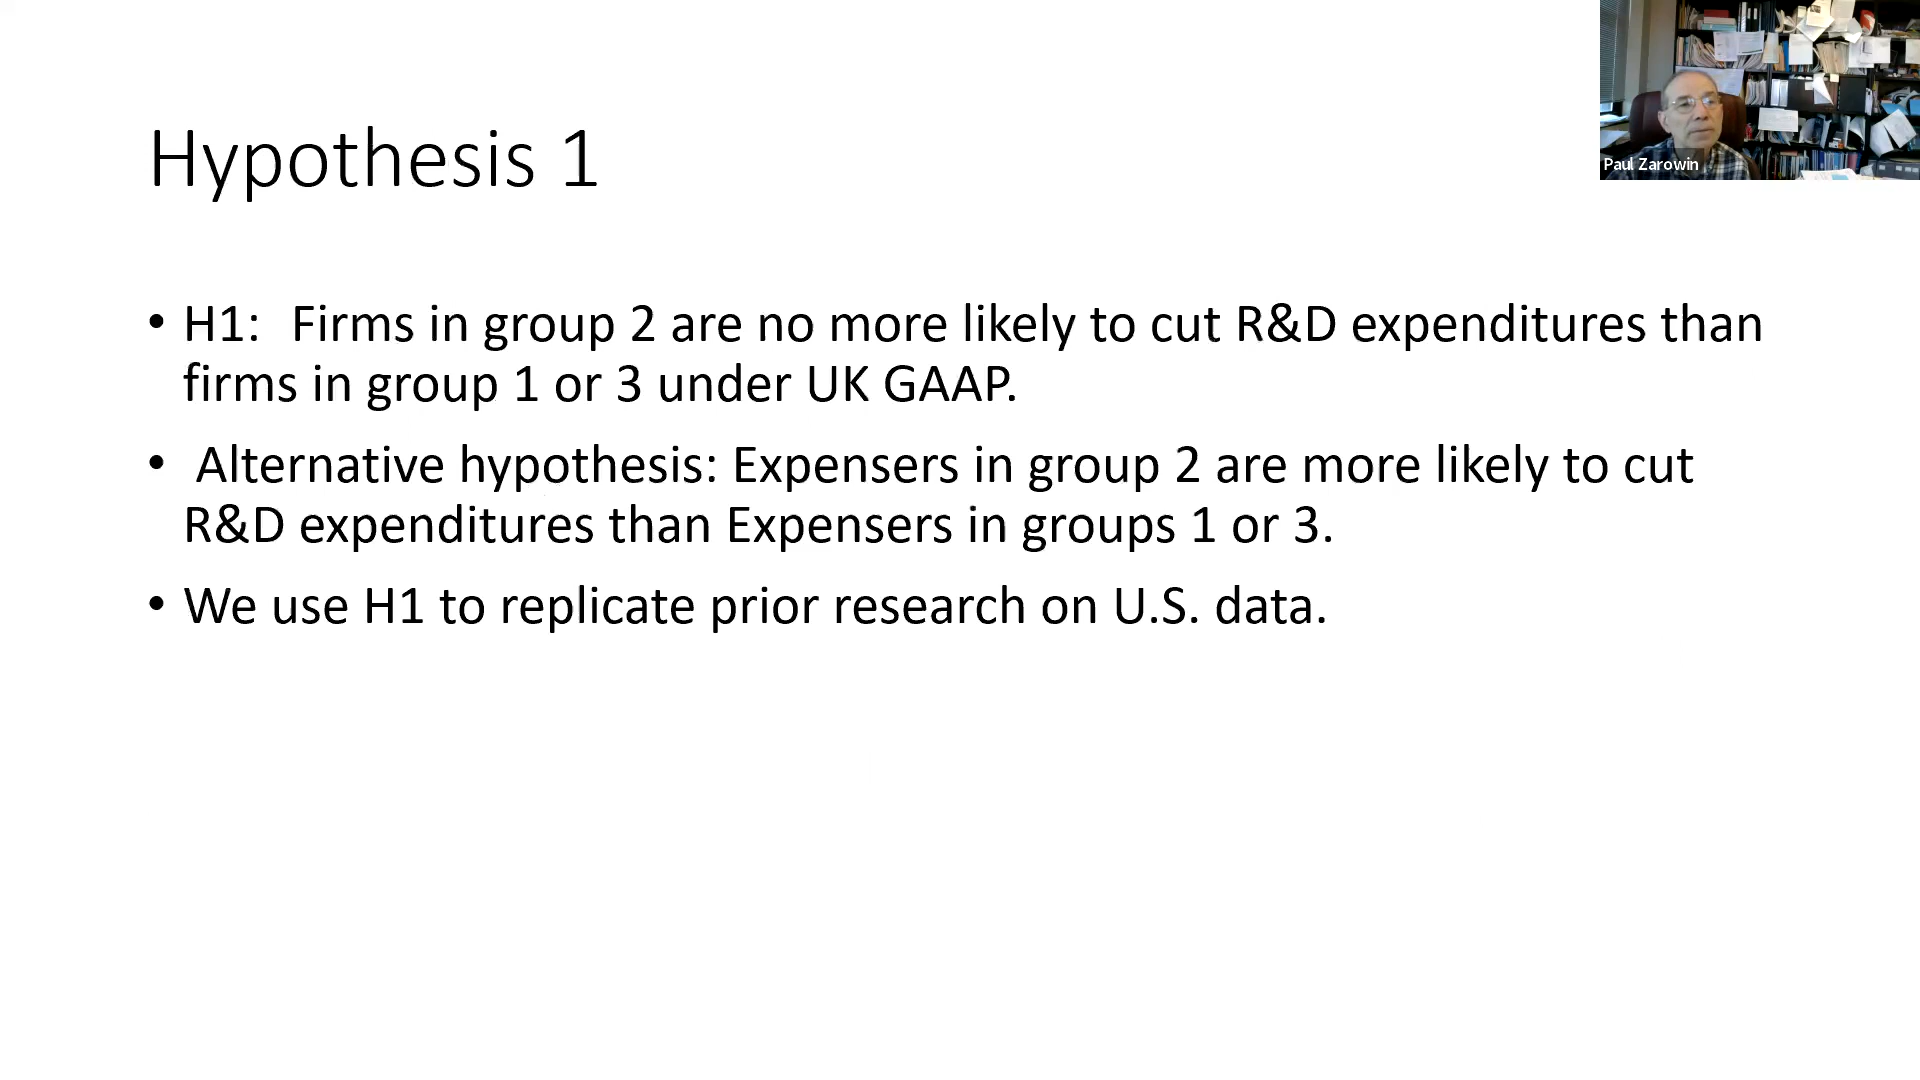 Hypothesis 1
• H1: Firms in group 2 are no more likely to cut R&D expenditures than
firms in group 1 or 3 under UK GAAP.
• Alternative hypothesis: Expensers in group 2 are more likely to cut
R&D expenditures than Expensers in groups 1 or 3.
• We use H1 to replicate prior research on U.S. data.
Paul Zarowin